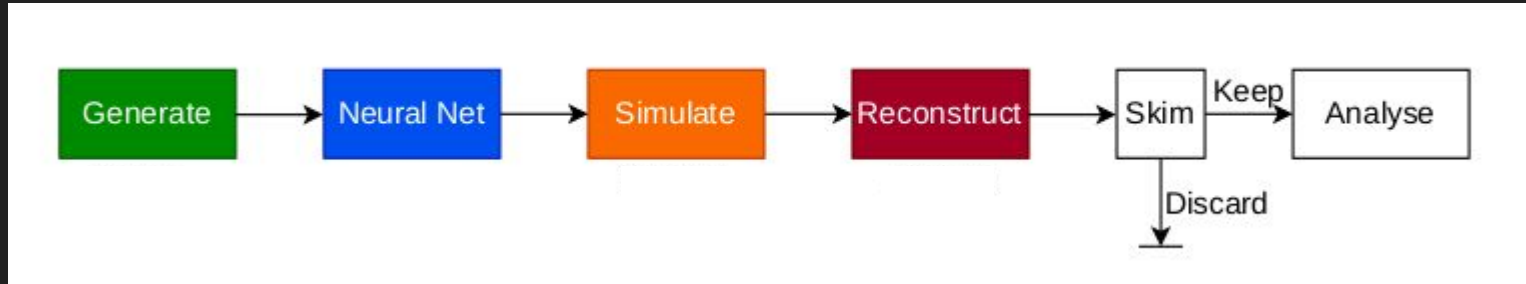 Generate
Neural Net
Simulate
Reconstruct
Skim
Keep
Analyse
Discard